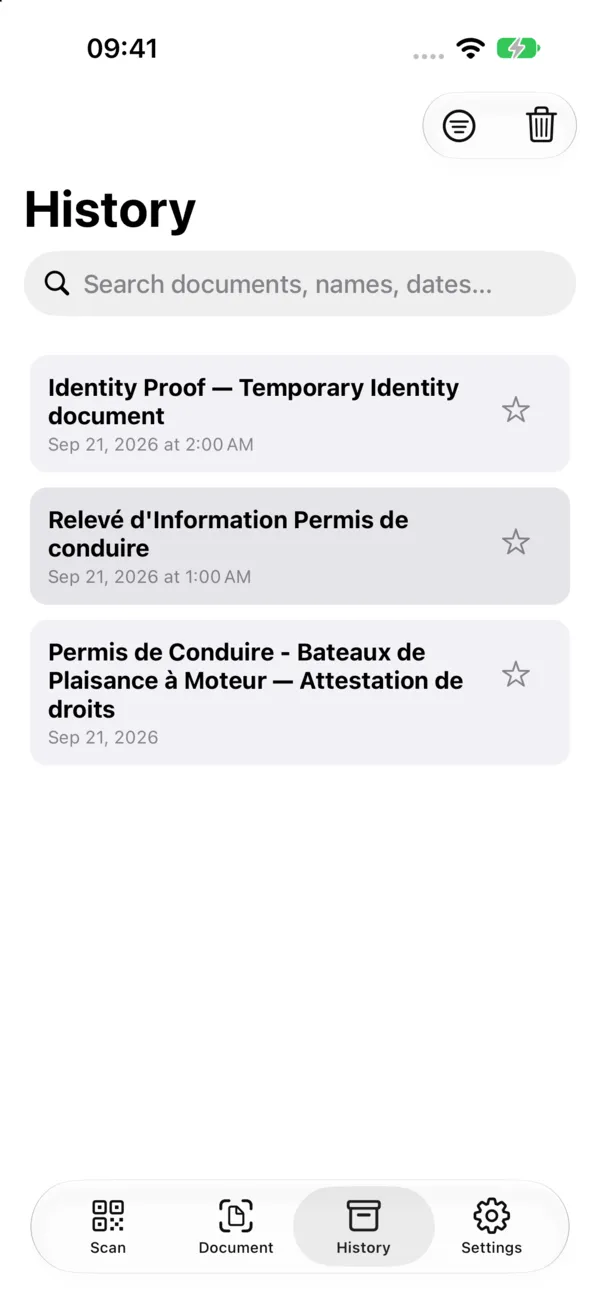 09:41
History
Search documents, names, dates...
Identity Proof — Temporary Identity
document
Sep 21, 2026 at 2:00 AM
Relevé d'Information Permis de
conduire
Sep 21, 2026 at 1:00 AM
Permis de Conduire - Bateaux de
Plaisance à Moteur — Attestation de
droits
Sep 21, 2026
Scan
Document
History
Settings